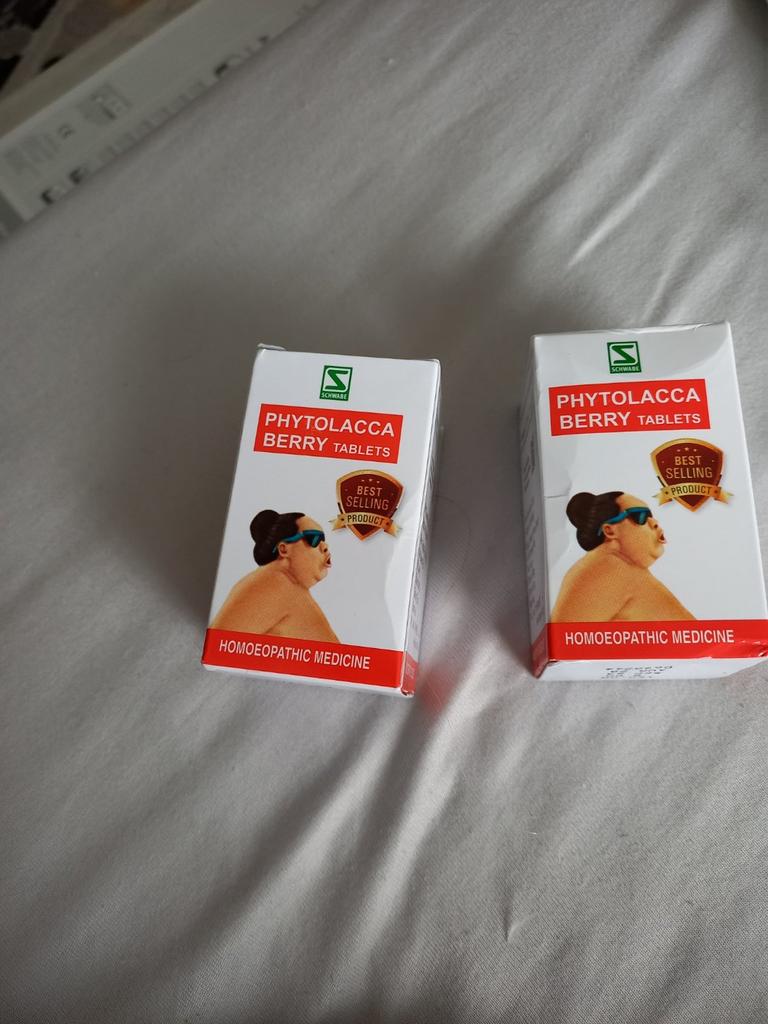 SCHWABE
PHYTOLACCA
BERRY TABLETS
BEST
SELLING
PRODUCT
HOMOEOPATHIC MEDICINE
SCHWABE
PHYTOLACCA
BERRY TABLETS
BEST
SELLING
PRODUCT
HOMOEOPATHIC MEDICINE